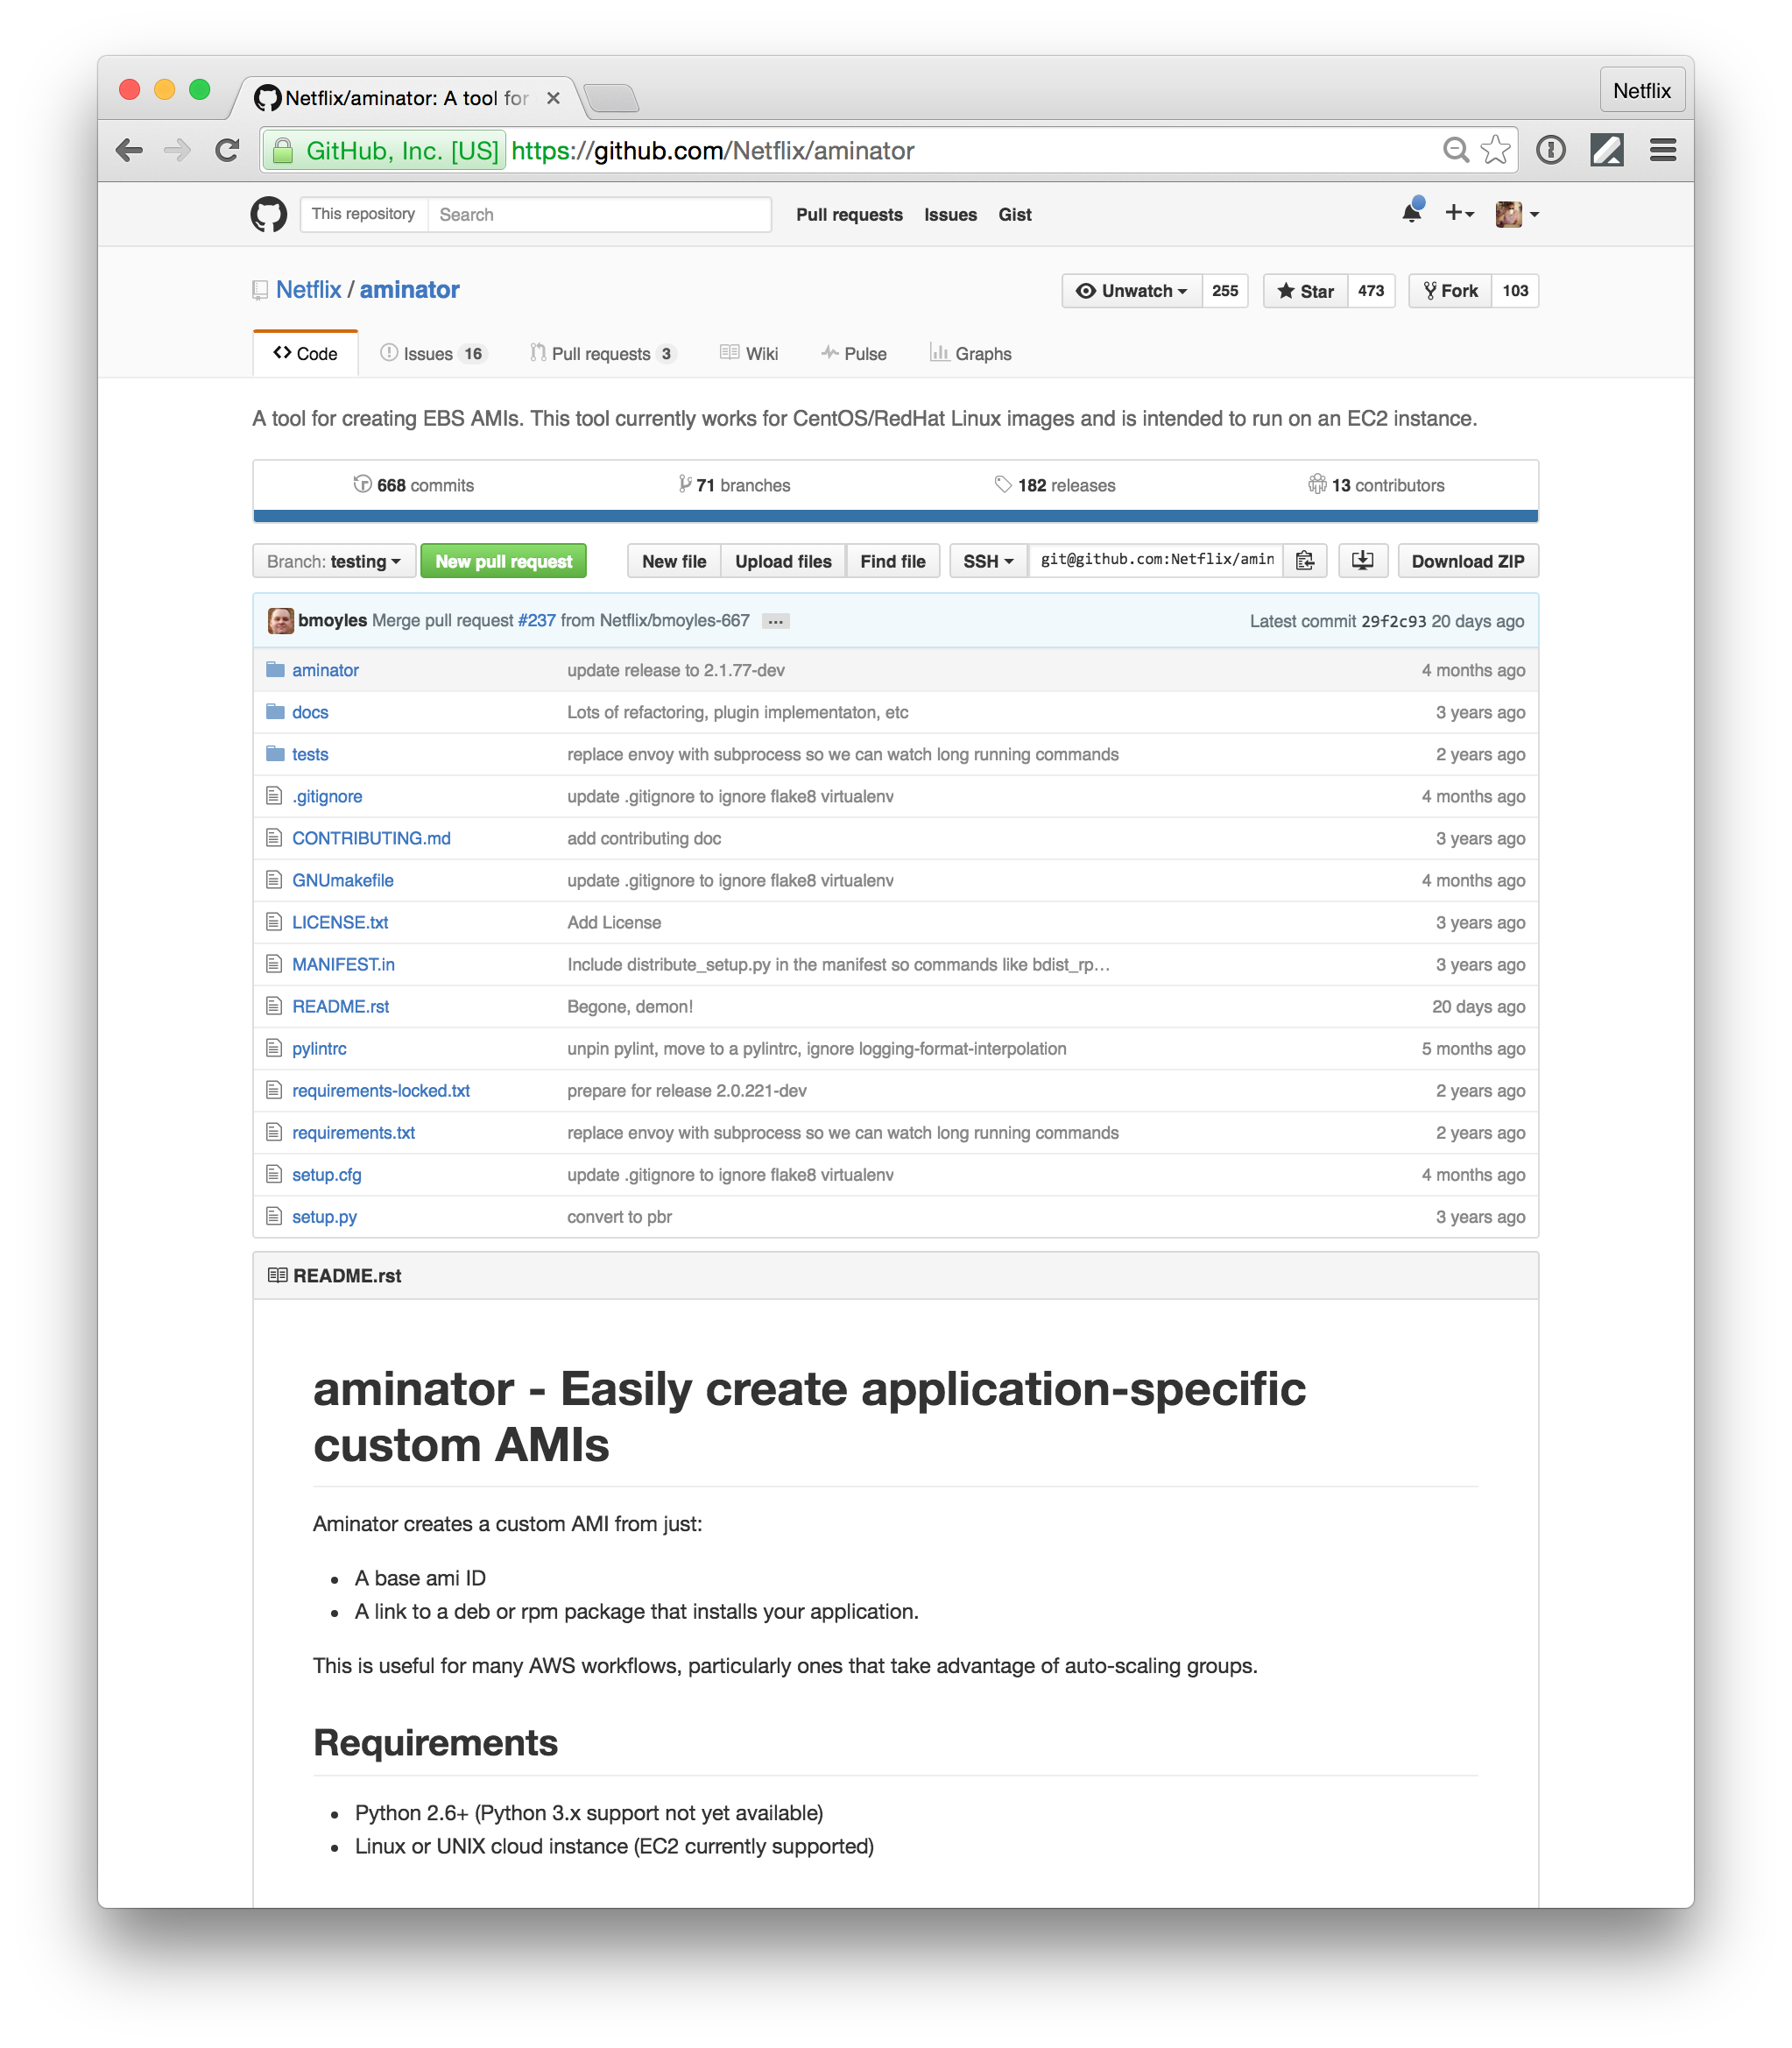 Netflix/aminator: A tool for
Netflix
GitHub, Inc. [US] https://github.com/Netflix/aminator
This repository Search Pull requests Issues Gist
Netflix / aminator Unwatch 255 Star 473 Fork 103
Code Issues 16 Pull requests 3 Wiki Pulse Graphs
A tool for creating EBS AMIs. This tool currently works for CentOS/RedHat Linux images and is intended to run on an EC2 instance.
668 commits 71 branches 182 releases 13 contributors
Branch: testing New pull request New file Upload files Find file SSH git@github.com:Netflix/amin Download ZIP
bmoyles Merge pull request #237 from Netflix/bmoyles-667 ... Latest commit 29f2c93 20 days ago
aminator update release to 2.1.77-dev 4 months ago
docs Lots of refactoring, plugin implementaton, etc 3 years ago
tests replace envoy with subprocess so we can watch long running commands 2 years ago
.gitignore update .gitignore to ignore flake8 virtualenv 4 months ago
CONTRIBUTING.md add contributing doc 3 years ago
GNUmakefile update .gitignore to ignore flake8 virtualenv 4 months ago
LICENSE.txt Add License 3 years ago
MANIFEST.in Include distribute_setup.py in the manifest so commands like bdist_rp… 3 years ago
README.rst Begone, demon! 20 days ago
pylintrc unpin pylint, move to a pylintrc, ignore logging-format-interpolation 5 months ago
requirements-locked.txt prepare for release 2.0.221-dev 2 years ago
requirements.txt replace envoy with subprocess so we can watch long running commands 2 years ago
setup.cfg update .gitignore to ignore flake8 virtualenv 4 months ago
setup.py convert to pbr 3 years ago
README.rst
aminator - Easily create application-specific
custom AMIs
Aminator creates a custom AMI from just:
• A base ami ID
• A link to a deb or rpm package that installs your application.
This is useful for many AWS workflows, particularly ones that take advantage of auto-scaling groups.
Requirements
• Python 2.6+ (Python 3.x support not yet available)
• Linux or UNIX cloud instance (EC2 currently supported)